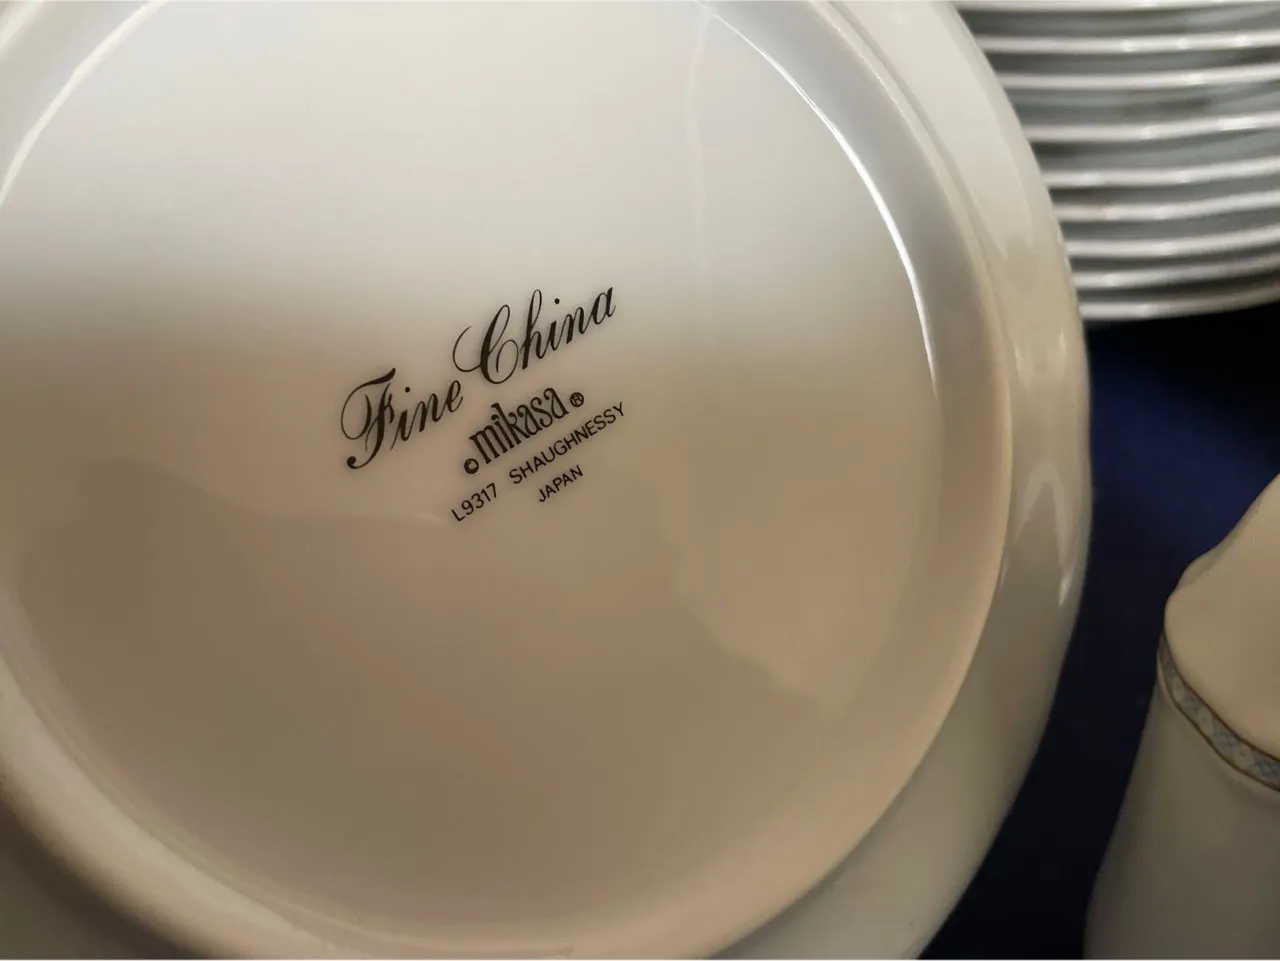 Fine China
© mikasa ®
L9317 SHAUGHNESSY
JAPAN